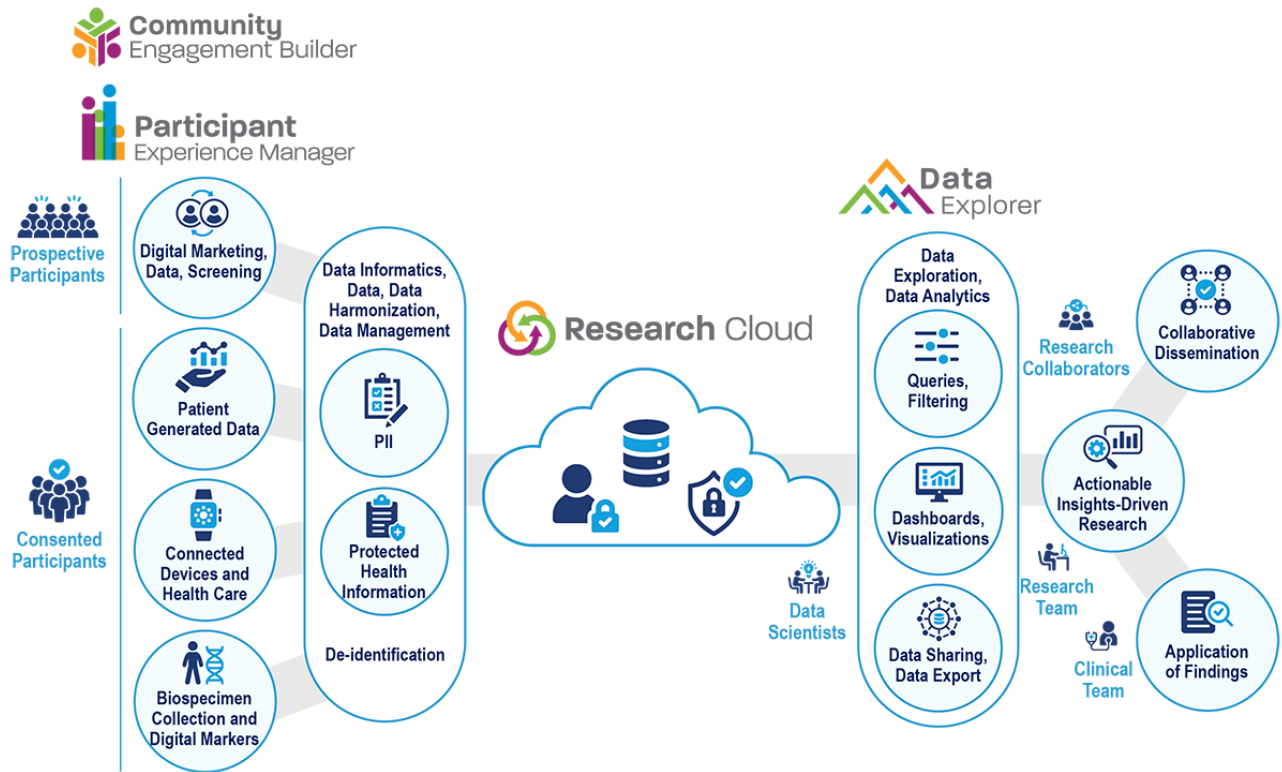 Community
Engagement Builder
Participant
Experience Manager
Prospective
Participants
Digital Marketing,
Data, Screening
Consented
Participants
Patient
Generated Data
Connected
Devices and
Health Care
Biospecimen
Collection and
Digital Markers
Data Informatics,
Data, Data
Harmonization,
Data Management
PII
Protected
Health
Information
De-identification
Research Cloud
Data
Explorer
Data
Exploration,
Data Analytics
Queries,
Filtering
Dashboards,
Visualizations
Data Sharing,
Data Export
Data
Scientists
Research
Collaborators
Research
Team
Clinical
Team
Collaborative
Dissemination
Actionable
Insights-Driven
Research
Application
of Findings